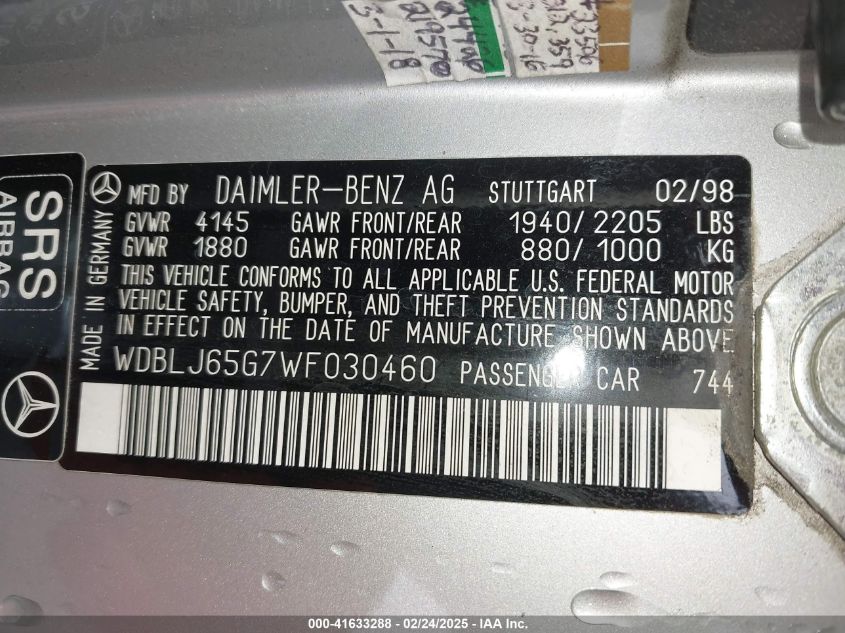 3-1-18
MFD BY DAIMLER-BENZ AG STUTTGART 02/98
GVWR 4145 GAWR FRONT/REAR 1940/2205 LBS
GVWR 1880 GAWR FRONT/REAR 880/1000 KG
THIS VEHICLE CONFORMS TO ALL APPLICABLE U.S. FEDERAL MOTOR
VEHICLE SAFETY, BUMPER, AND THEFT PREVENTION STANDARDS
IN EFFECT ON THE DATE OF MANUFACTURE SHOWN ABOVE
WDBLJ65G7WF030460 PASSENGER CAR 744
MADE IN GERMANY
SRS
AIRBAG
000-41633288 - 02/24/2025 - IAA Inc.